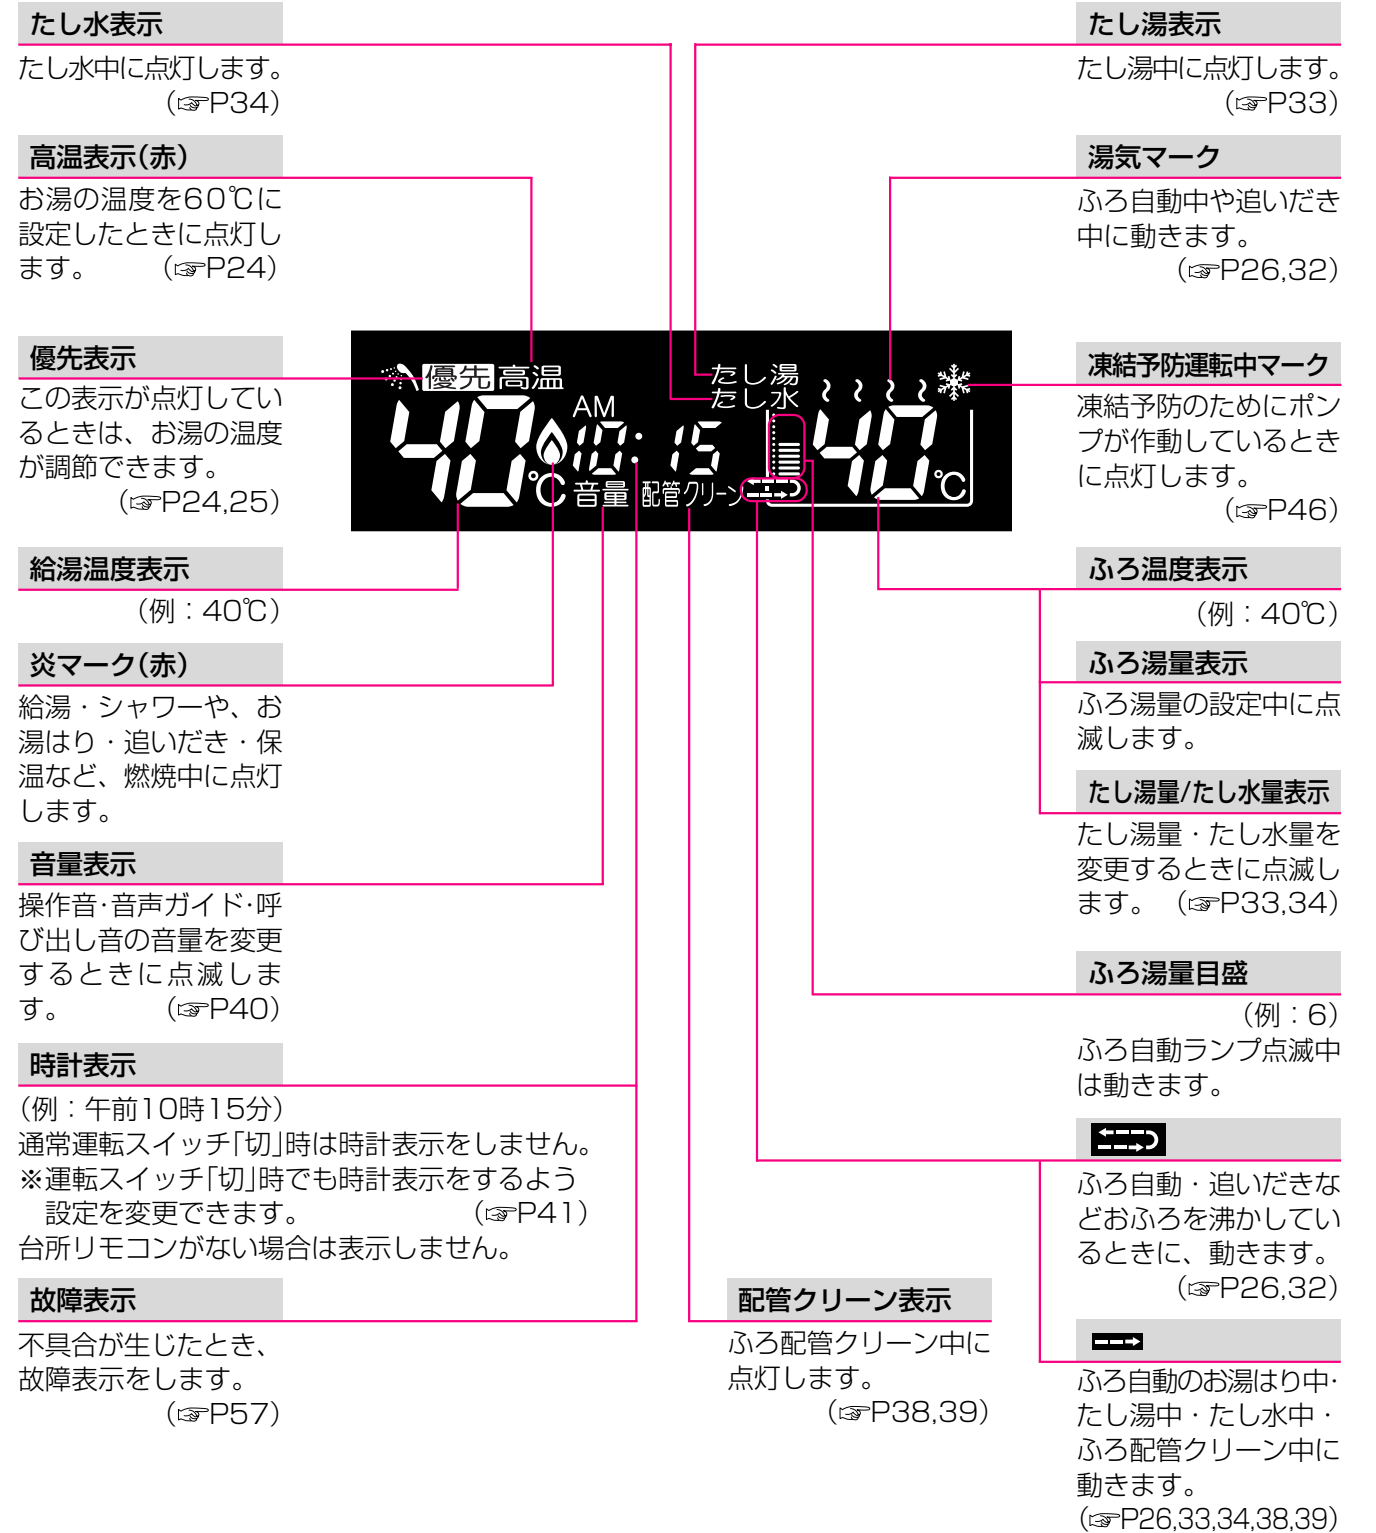 たし水表示
たし水中に点灯します。
(☞P34)
高温表示(赤)
お湯の温度を60℃に
設定したときに点灯し
ます。 (☞P24)
優先表示
この表示が点灯してい
るときは、お湯の温度
が調節できます。
(☞P24,25)
給湯温度表示
(例：40℃)
炎マーク(赤)
給湯・シャワーや、お
湯はり・追いだき・保
温など、燃焼中に点灯
します。
音量表示
操作音・音声ガイド・呼
び出し音の音量を変更
するときに点滅しま
す。 (☞P40)
時計表示
(例：午前10時15分)
通常運転スイッチ｢切｣時は時計表示をしません。
※運転スイッチ｢切｣時でも時計表示をするよう
設定を変更できます。 (☞P41)
台所リモコンがない場合は表示しません。
故障表示
不具合が生じたとき、
故障表示をします。
(☞P57)
優先 高温
40℃
AM
10:15
音量 配管クリーン
たし湯
たし水
40℃
配管クリーン表示
ふろ配管クリーン中に
点灯します。
(☞P38,39)
たし湯表示
たし湯中に点灯します。
(☞P33)
湯気マーク
ふろ自動中や追いだき
中に動きます。
(☞P26,32)
凍結予防運転中マーク
凍結予防のためにポン
プが作動しているとき
に点灯します。
(☞P46)
ふろ温度表示
(例：40℃)
ふろ湯量表示
ふろ湯量の設定中に点
滅します。
たし湯量/たし水量表示
たし湯量・たし水量を
変更するときに点滅し
ます。 (☞P33,34)
ふろ湯量目盛
(例：6)
ふろ自動ランプ点滅中
は動きます。
ふろ自動・追いだきな
どおふろを沸かしてい
るときに、動きます。
(☞P26,32)
ふろ自動のお湯はり中・
たし湯中・たし水中・
ふろ配管クリーン中に
動きます。
(☞P26,33,34,38,39)